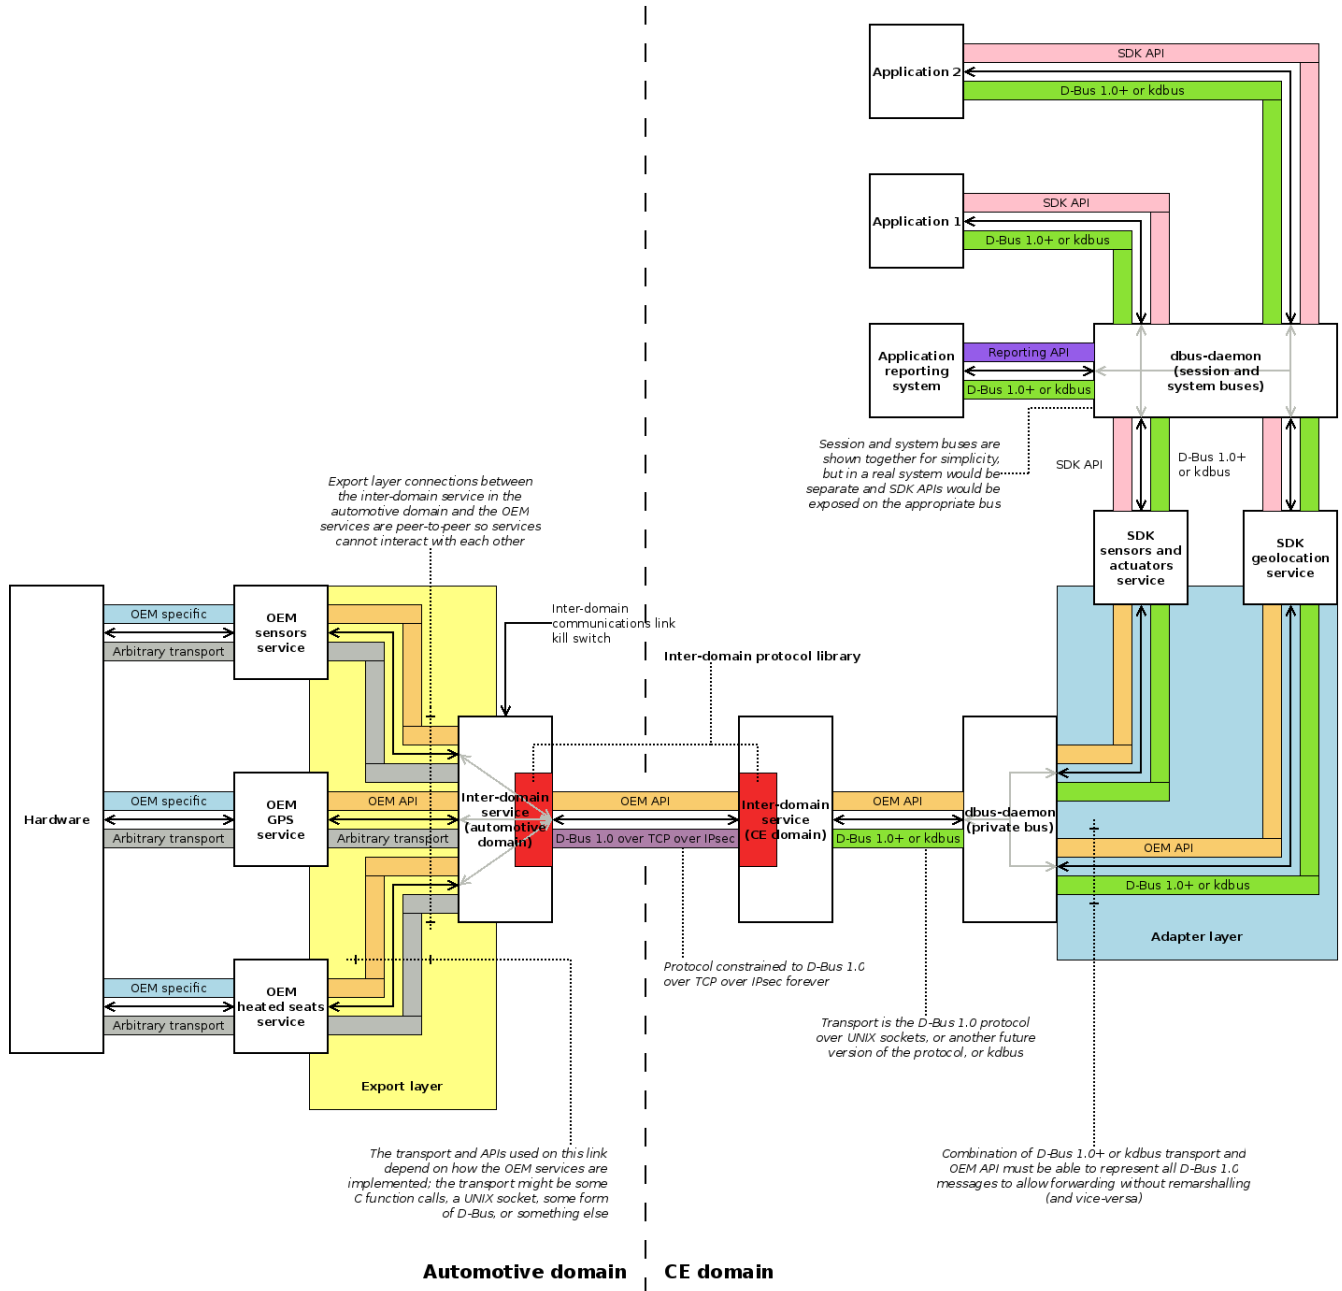 SDK API
Application 2
D-Bus 1.0+ or kdbus
SDK API
Application 1
D-Bus 1.0+ or kdbus
Application
reporting
system
Reporting API
D-Bus 1.0+ or kdbus
dbus-daemon
(session and
system buses)
Session and system buses are
shown together for simplicity,
but in a real system would be
separate and SDK APIs would be
exposed on the appropriate bus
SDK API
D-Bus 1.0+
or kdbus
Export layer connections between
the inter-domain service in the
automotive domain and the OEM
services are peer-to-peer so services
cannot interact with each other
SDK
sensors and
actuators
service
SDK
geolocation
service
OEM specific
Arbitrary transport
OEM
sensors
service
Inter-domain
communications link
kill switch
Inter-domain protocol library
Hardware
OEM specific
Arbitrary transport
OEM
GPS
service
OEM API
Arbitrary transport
Inter-domain
service
(automotive
domain)
OEM API
D-Bus 1.0 over TCP over IPsec
Inter-domain
service
(CE domain)
OEM API
D-Bus 1.0+ or kdbus
dbus-daemon
(private bus)
OEM API
D-Bus 1.0+ or kdbus
Adapter layer
OEM specific
Arbitrary transport
OEM
heated seats
service
Protocol constrained to D-Bus 1.0
over TCP over IPsec forever
Transport is the D-Bus 1.0 protocol
over UNIX sockets, or another future
version of the protocol, or kdbus
Export layer
The transport and APIs used on this link
depend on how the OEM services are
implemented; the transport might be some
C function calls, a UNIX socket, some form
of D-Bus, or something else
Combination of D-Bus 1.0+ or kdbus transport and
OEM API must be able to represent all D-Bus 1.0
messages to allow forwarding without remarshalling
(and vice-versa)
Automotive domain
CE domain